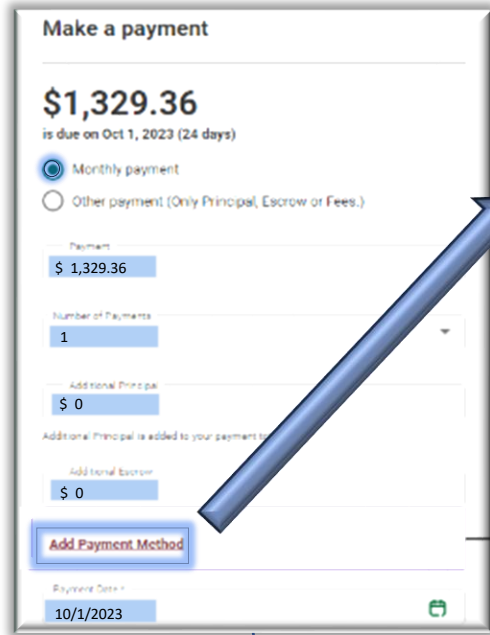 Make a payment
$1,329.36
is due on Oct 1, 2023 (24 days)
Monthly payment
Other payment (Only Principal, Escrow or Fees.)
Payment
$ 1,329.36
Number of Payments
1
Additional Principal
$ 0
Additional Principal is added to your payment
Additional Escrow
$ 0
Add Payment Method
Payment Date *
10/1/2023